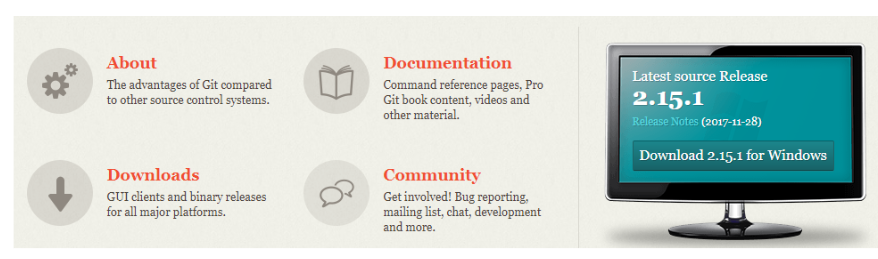 About
The advantages of Git compared
to other source control systems.
Documentation
Command reference pages, Pro
Git book content, videos and
other material.
Downloads
GUI clients and binary releases
for all major platforms.
Community
Get involved! Bug reporting,
mailing list, chat, development
and more.
Latest source Release
2.15.1
Release Notes (2017-11-28)
Download 2.15.1 for Windows